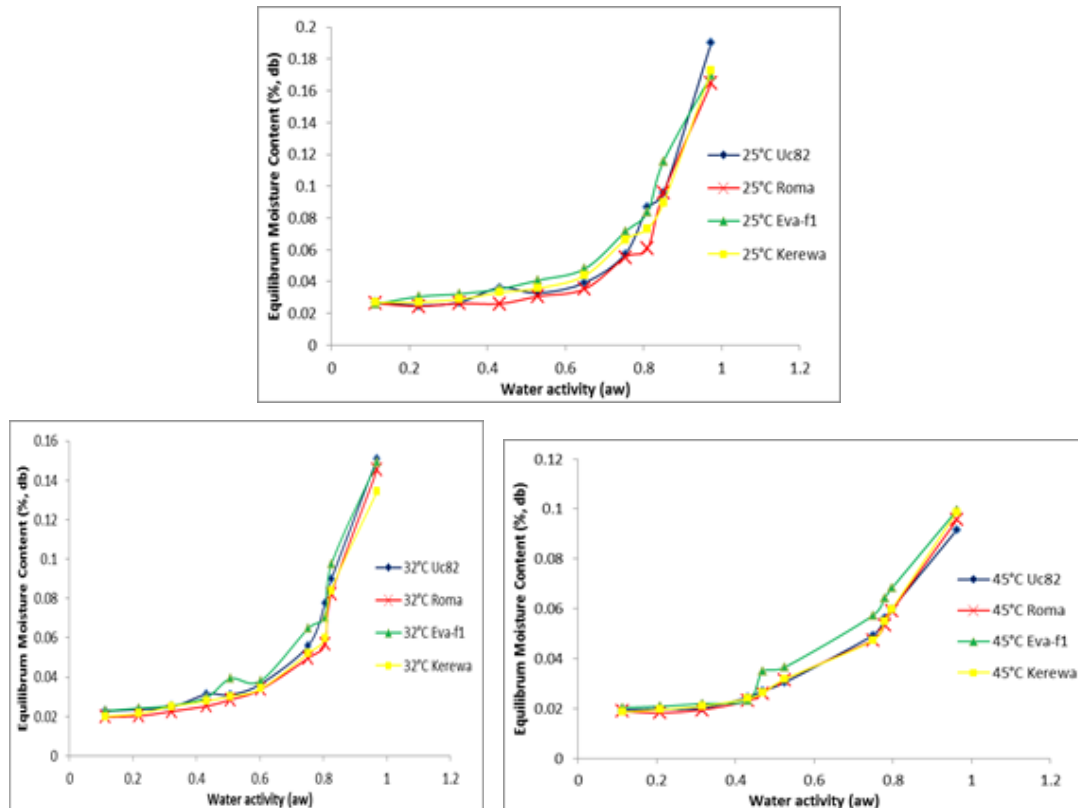 Equilibrum Moisture Content (%, db)
0.2
0.18
0.16
0.14
0.12
0.1
0.08
0.06
0.04
0.02
0
0 0.2 0.4 0.6 0.8 1 1.2
Water activity (aw)
25°C Uc82
25°C Roma
25°C Eva-f1
25°C Kerewa
Equilibrum Moisture Content (%, db)
0.16
0.14
0.12
0.1
0.08
0.06
0.04
0.02
0
0 0.2 0.4 0.6 0.8 1 1.2
Water activity (aw)
32°C Uc82
32°C Roma
32°C Eva-f1
32°C Kerewa
Equilibrum Moisture Content (%, db)
0.12
0.1
0.08
0.06
0.04
0.02
0
0 0.2 0.4 0.6 0.8 1 1.2
Water activity (aw)
45°C Uc82
45°C Roma
45°C Eva-f1
45°C Kerewa